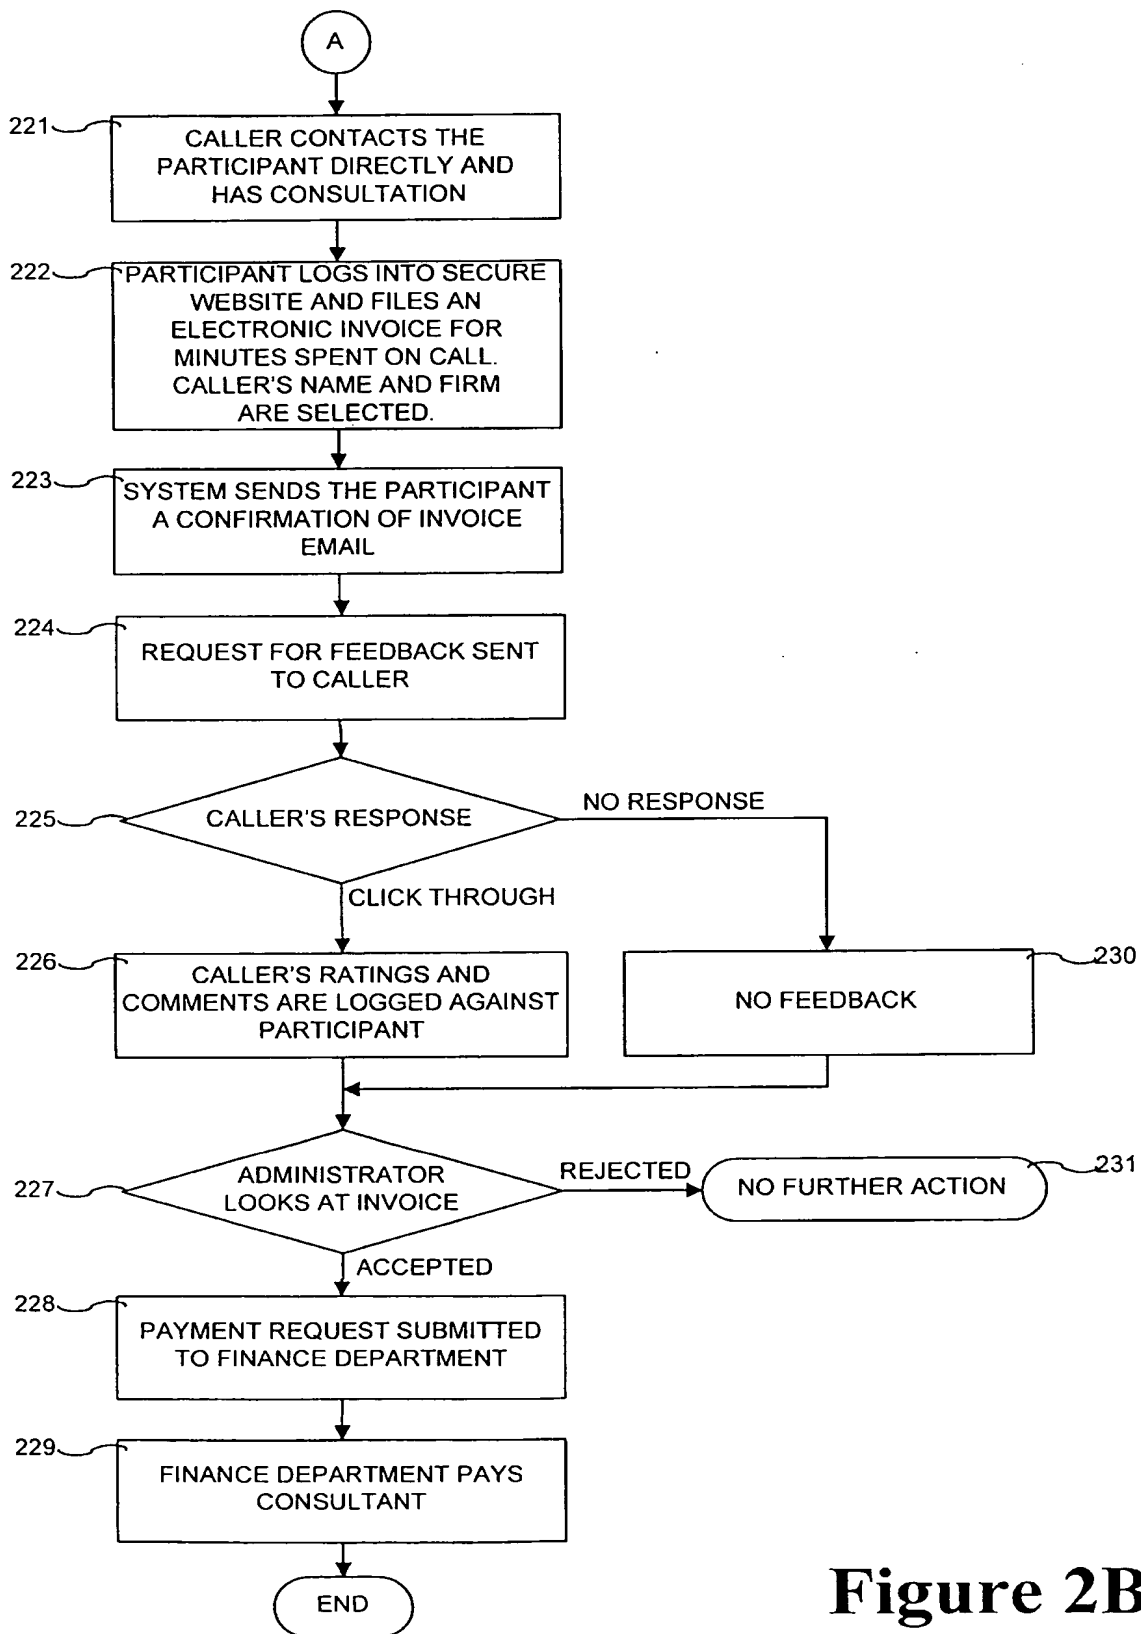 A
221
CALLER CONTACTS THE
PARTICIPANT DIRECTLY AND
HAS CONSULTATION
222
PARTICIPANT LOGS INTO SECURE
WEBSITE AND FILES AN
ELECTRONIC INVOICE FOR
MINUTES SPENT ON CALL.
CALLER'S NAME AND FIRM
ARE SELECTED.
223
SYSTEM SENDS THE PARTICIPANT
A CONFIRMATION OF INVOICE
EMAIL
224
REQUEST FOR FEEDBACK SENT
TO CALLER
225
CALLER'S RESPONSE
NO RESPONSE
CLICK THROUGH
226
CALLER'S RATINGS AND
COMMENTS ARE LOGGED AGAINST
PARTICIPANT
230
NO FEEDBACK
227
ADMINISTRATOR
LOOKS AT INVOICE
REJECTED
231
NO FURTHER ACTION
ACCEPTED
228
PAYMENT REQUEST SUBMITTED
TO FINANCE DEPARTMENT
229
FINANCE DEPARTMENT PAYS
CONSULTANT
END
Figure 2B